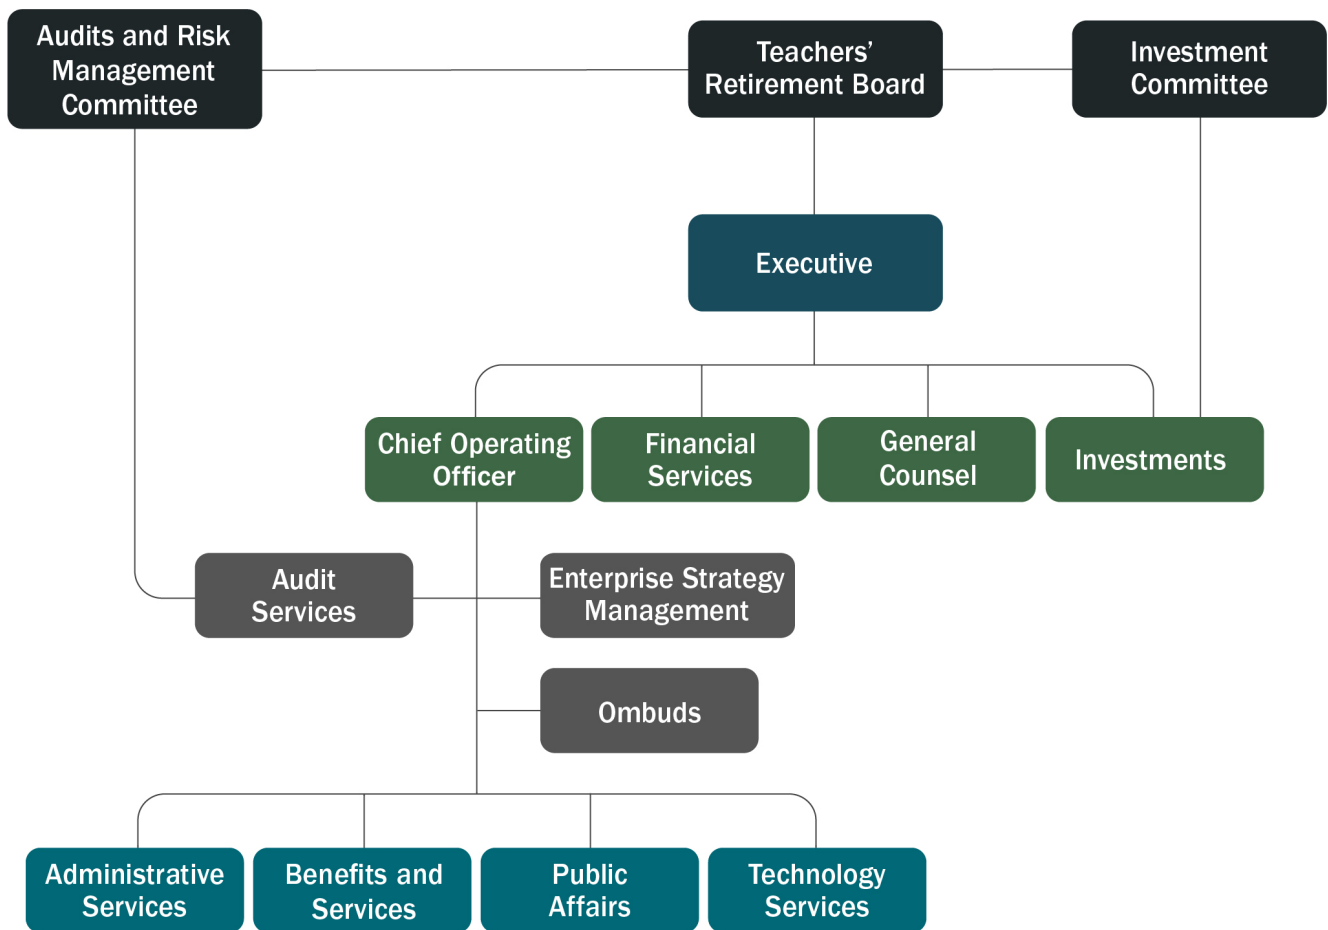 Audits and Risk
Management
Committee
Teachers’
Retirement Board
Investment
Committee
Executive
Chief Operating
Officer
Financial
Services
General
Counsel
Investments
Audit
Services
Enterprise Strategy
Management
Ombuds
Administrative
Services
Benefits and
Services
Public
Affairs
Technology
Services